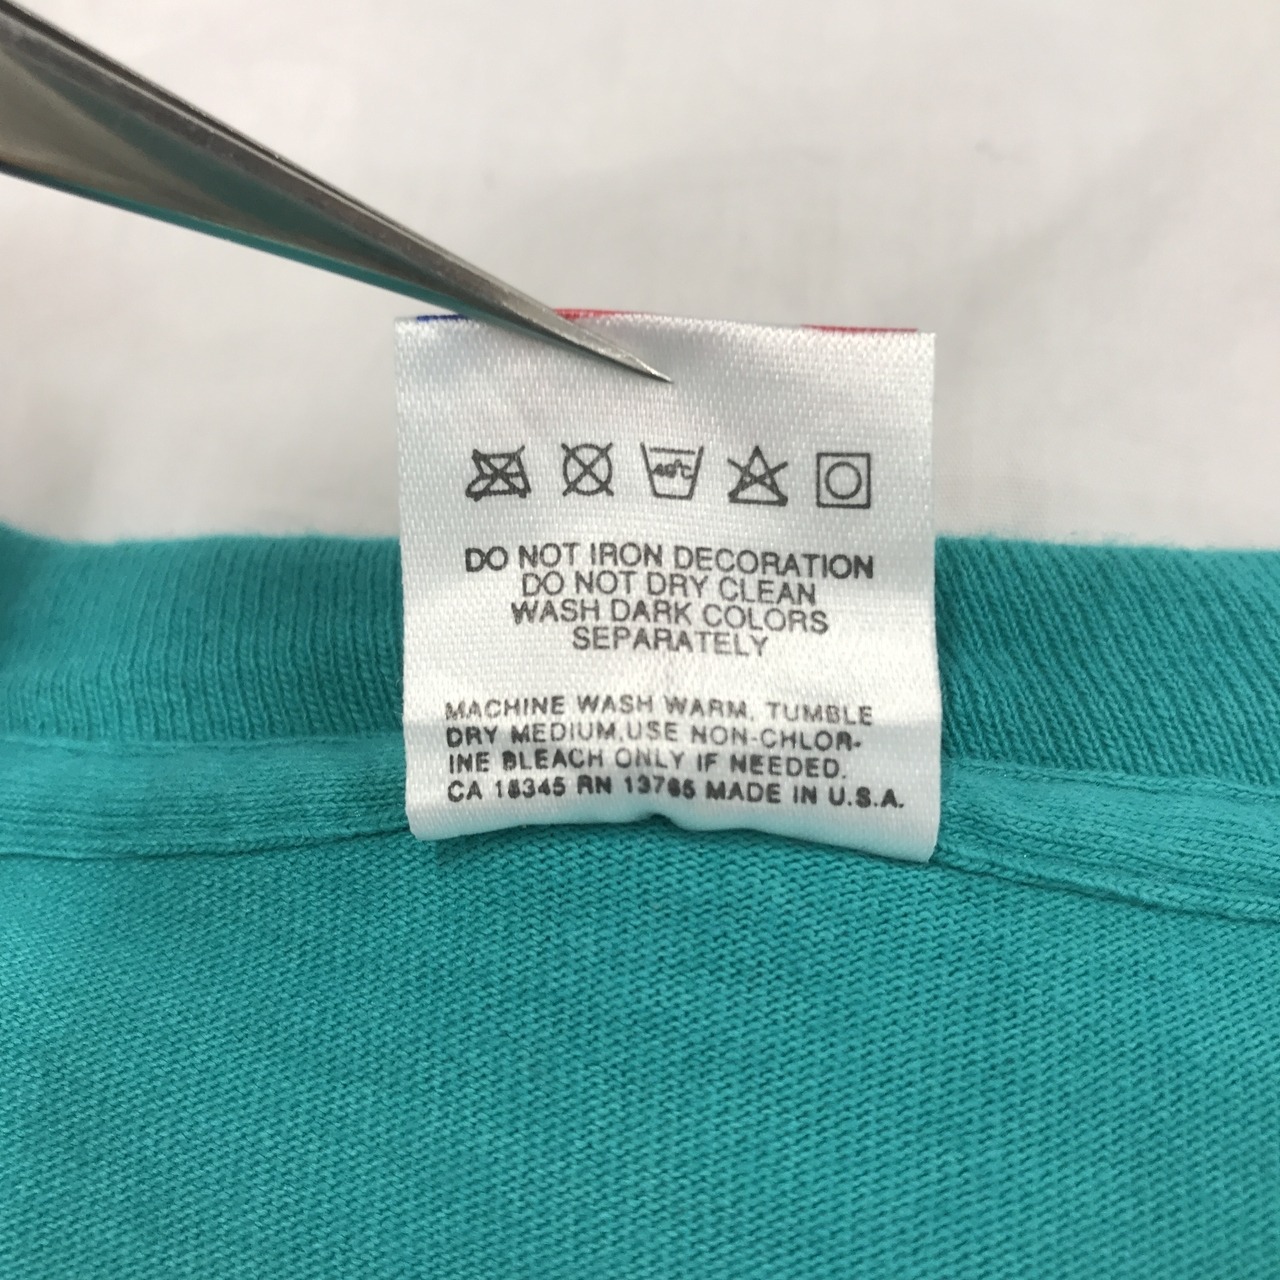 40°C
DO NOT IRON DECORATION
DO NOT DRY CLEAN
WASH DARK COLORS
SEPARATELY
MACHINE WASH WARM, TUMBLE
DRY MEDIUM,USE NON-CHLOR-
INE BLEACH ONLY IF NEEDED.
CA 18345 RN 13765 MADE IN U.S.A.